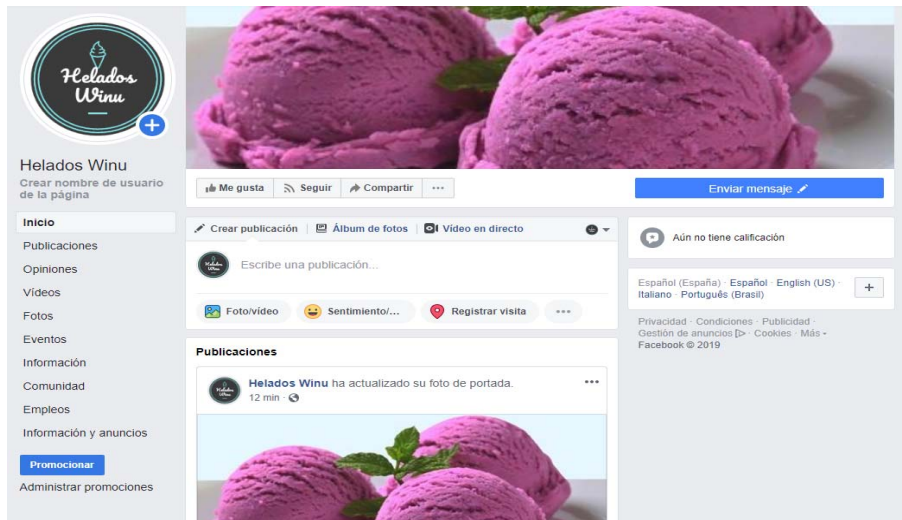 Helados
Winu
Helados Winu
Crear nombre de usuario
de la página
Inicio
Publicaciones
Opiniones
Vídeos
Fotos
Eventos
Información
Comunidad
Empleos
Información y anuncios
Promocionar
Administrar promociones
Me gusta
Seguir
Compartir
Enviar mensaje
Crear publicación
Álbum de fotos
Vídeo en directo
Escribe una publicación...
Foto/vídeo
Sentimiento/...
Registrar visita
Publicaciones
Helados Winu ha actualizado su foto de portada.
12 min ·
Aún no tiene calificación
Español (España) · Español · English (US) ·
Italiano · Português (Brasil)
Privacidad · Condiciones · Publicidad ·
Gestión de anuncios · Cookies · Más
Facebook © 2019